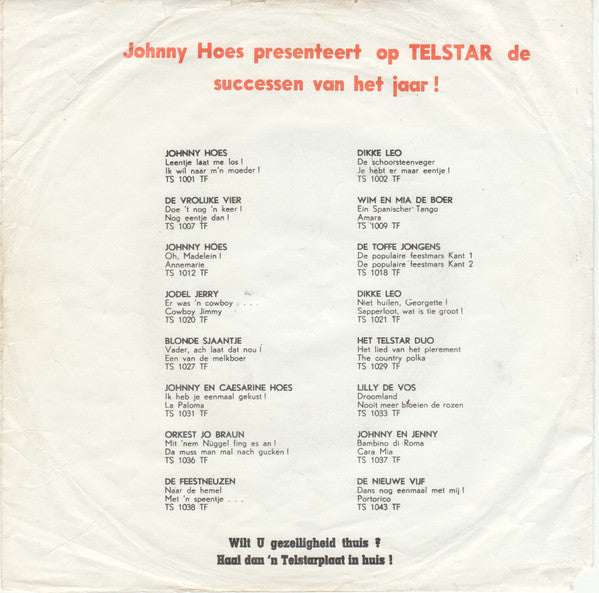 Johnny Hoes presenteert op TELSTAR de
successen van het jaar !
JOHNNY HOES
Leentje laat me los !
Ik wil naar m'n moeder !
TS 1001 TF
DIKKE LEO
De schoorsteenveger
Je hebt er maar eentje !
TS 1002 TF
DE VROLIJKE VIER
Doe 't nog 'n keer !
Nog eentje dan !
TS 1007 TF
WIM EN MIA DE BOER
Ein Spanischer Tango
Amara
TS 1009 TF
JOHNNY HOES
Oh, Madelein !
Annemarie
TS 1012 TF
DE TOFFE JONGENS
De populaire feestmars Kant 1
De populaire feestmars Kant 2
TS 1018 TF
JODEL JERRY
Er was 'n cowboy . . . .
Cowboy Jimmy
TS 1020 TF
DIKKE LEO
Niet huilen, Georgette !
Sapperloot, wat is tie groot !
TS 1021 TF
BLONDE SJAANTJE
Vader, ach laat dat nou !
Een van de melkboer
TS 1027 TF
HET TELSTAR DUO
Het lied van het pierement
The country polka
TS 1029 TF
JOHNNY EN CAESARINE HOES
Ik heb je eenmaal gekust !
La Paloma
TS 1031 TF
LILLY DE VOS
Droomland
Nooit meer bloeien de rozen
TS 1033 TF
ORKEST JO BRAUN
Mit 'nem Nüggel ling es an !
Da muss man mal nach gucken !
TS 1036 TF
JOHNNY EN JENNY
Bambino di Roma
Cara Mia
TS 1037 TF
DE FEESTNEUZEN
Naar de hemel
Met 'n speentje . . .
TS 1038 TF
DE NIEUWE VIJF
Dans nog eenmaal met mij !
Portorico
TS 1043 TF
Wilt U gezelligheid thuis ?
Haal dan 'n Telstarplaat in huis !